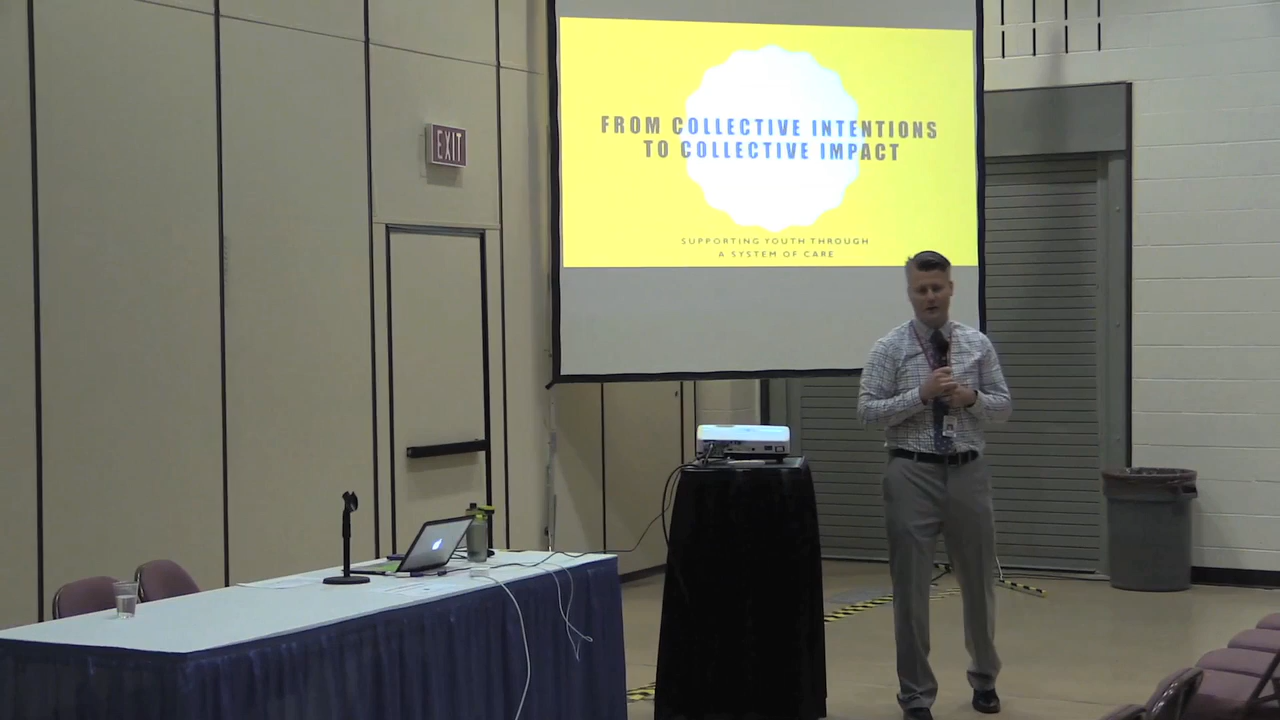 FROM COLLECTIVE INTENTIONS
TO COLLECTIVE IMPACT
SUPPORTING YOUTH THROUGH
A SYSTEM OF CARE
EXIT